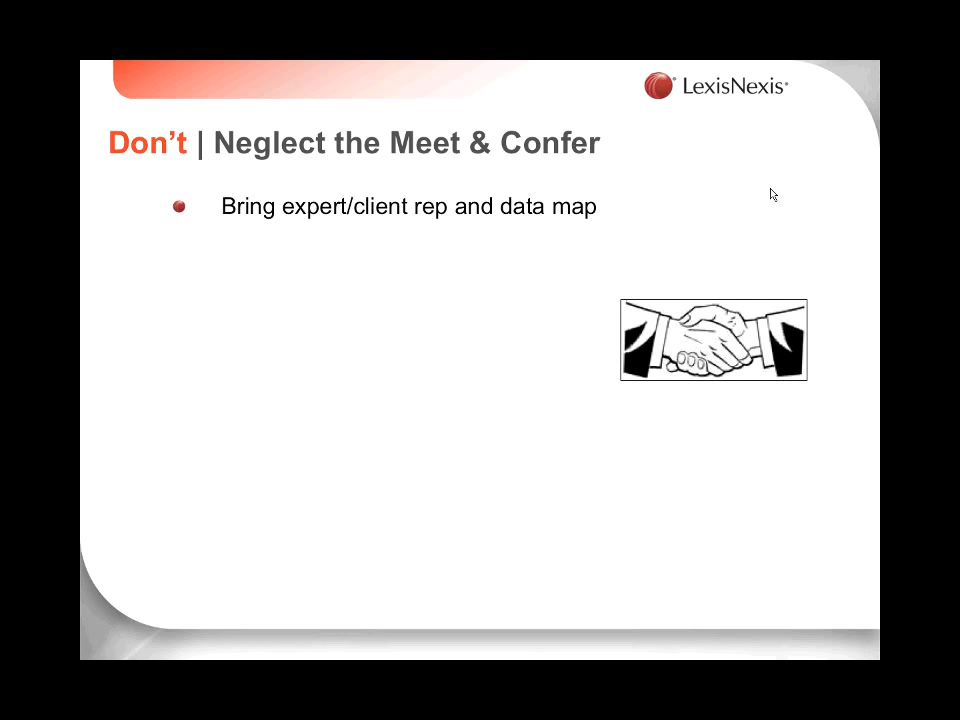 LexisNexis®
Don’t | Neglect the Meet & Confer
Bring expert/client rep and data map